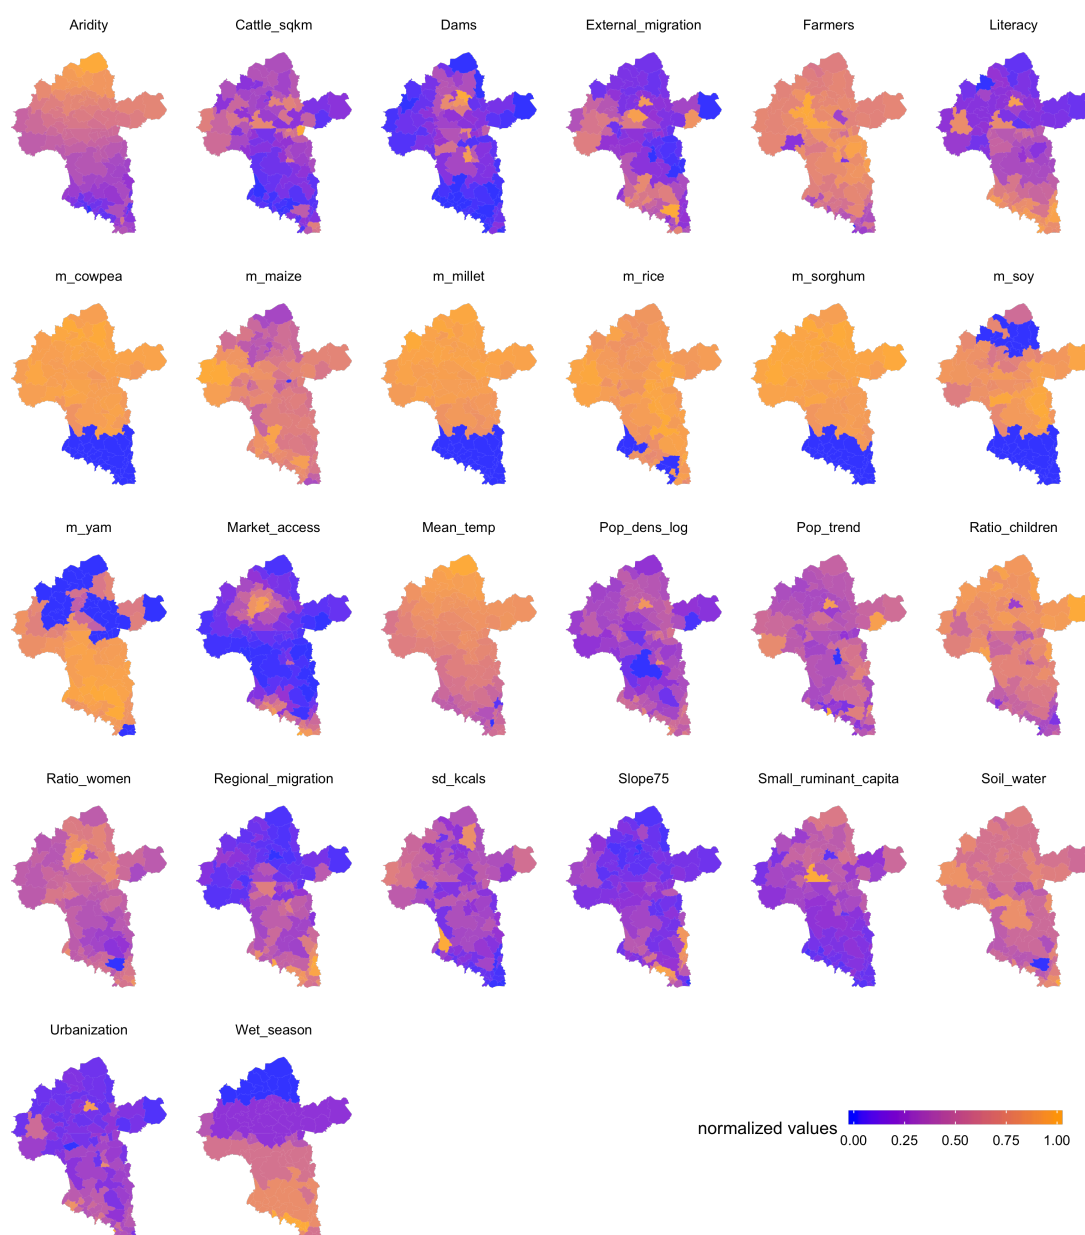 Aridity Cattle_sqkm Dams External_migration Farmers Literacy
m_cowpea m_maize m_millet m_rice m_sorghum m_soy
m_yam Market_access Mean_temp Pop_dens_log Pop_trend Ratio_children
Ratio_women Regional_migration sd_kcals Slope75 Small_ruminant_capita Soil_water
Urbanization Wet_season
normalized values
0.00 0.25 0.50 0.75 1.00